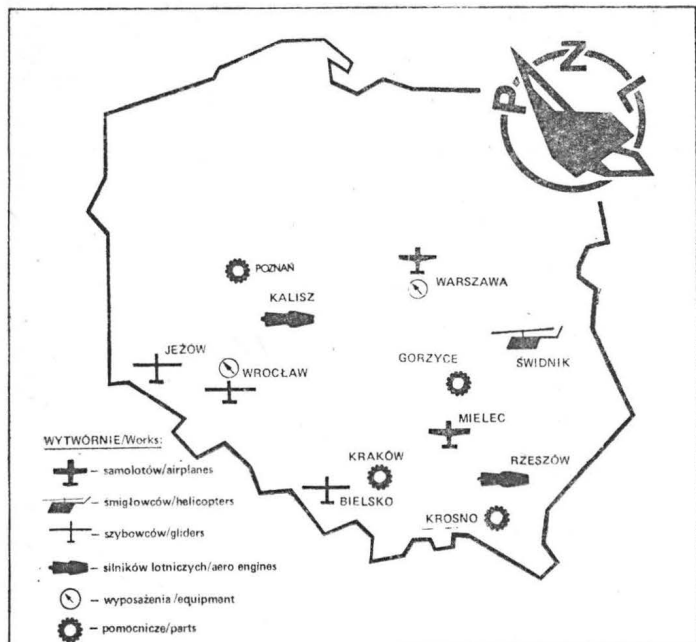 PZL
POZNAŃ
KALISZ
WARSZAWA
JEŻÓW
WROCŁAW
GORZYCE
ŚWIDNIK
MIELEC
KRAKÓW
RZESZÓW
BIELSKO
KROSNO
WYTWÓRNIE/Works:
– samolotów/airplanes
– śmigłowców/helicopters
– szybowców/gliders
– silników lotniczych/aero engines
– wyposażenia /equipmant
– pomocnicze/parts